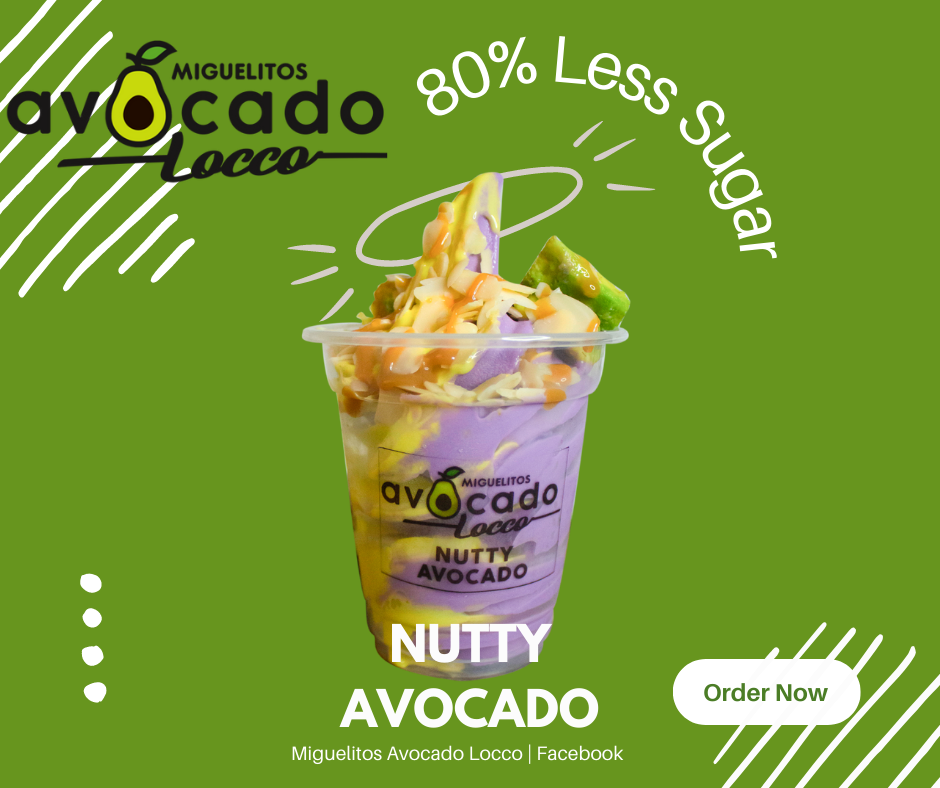 MIGUELITOS
avocado
Locco
80% Less Sugar
MIGUELITOS
avocado
Locco
NUTTY
AVOCADO
NUTTY
AVOCADO
Order Now
Miguelitos Avocado Locco | Facebook